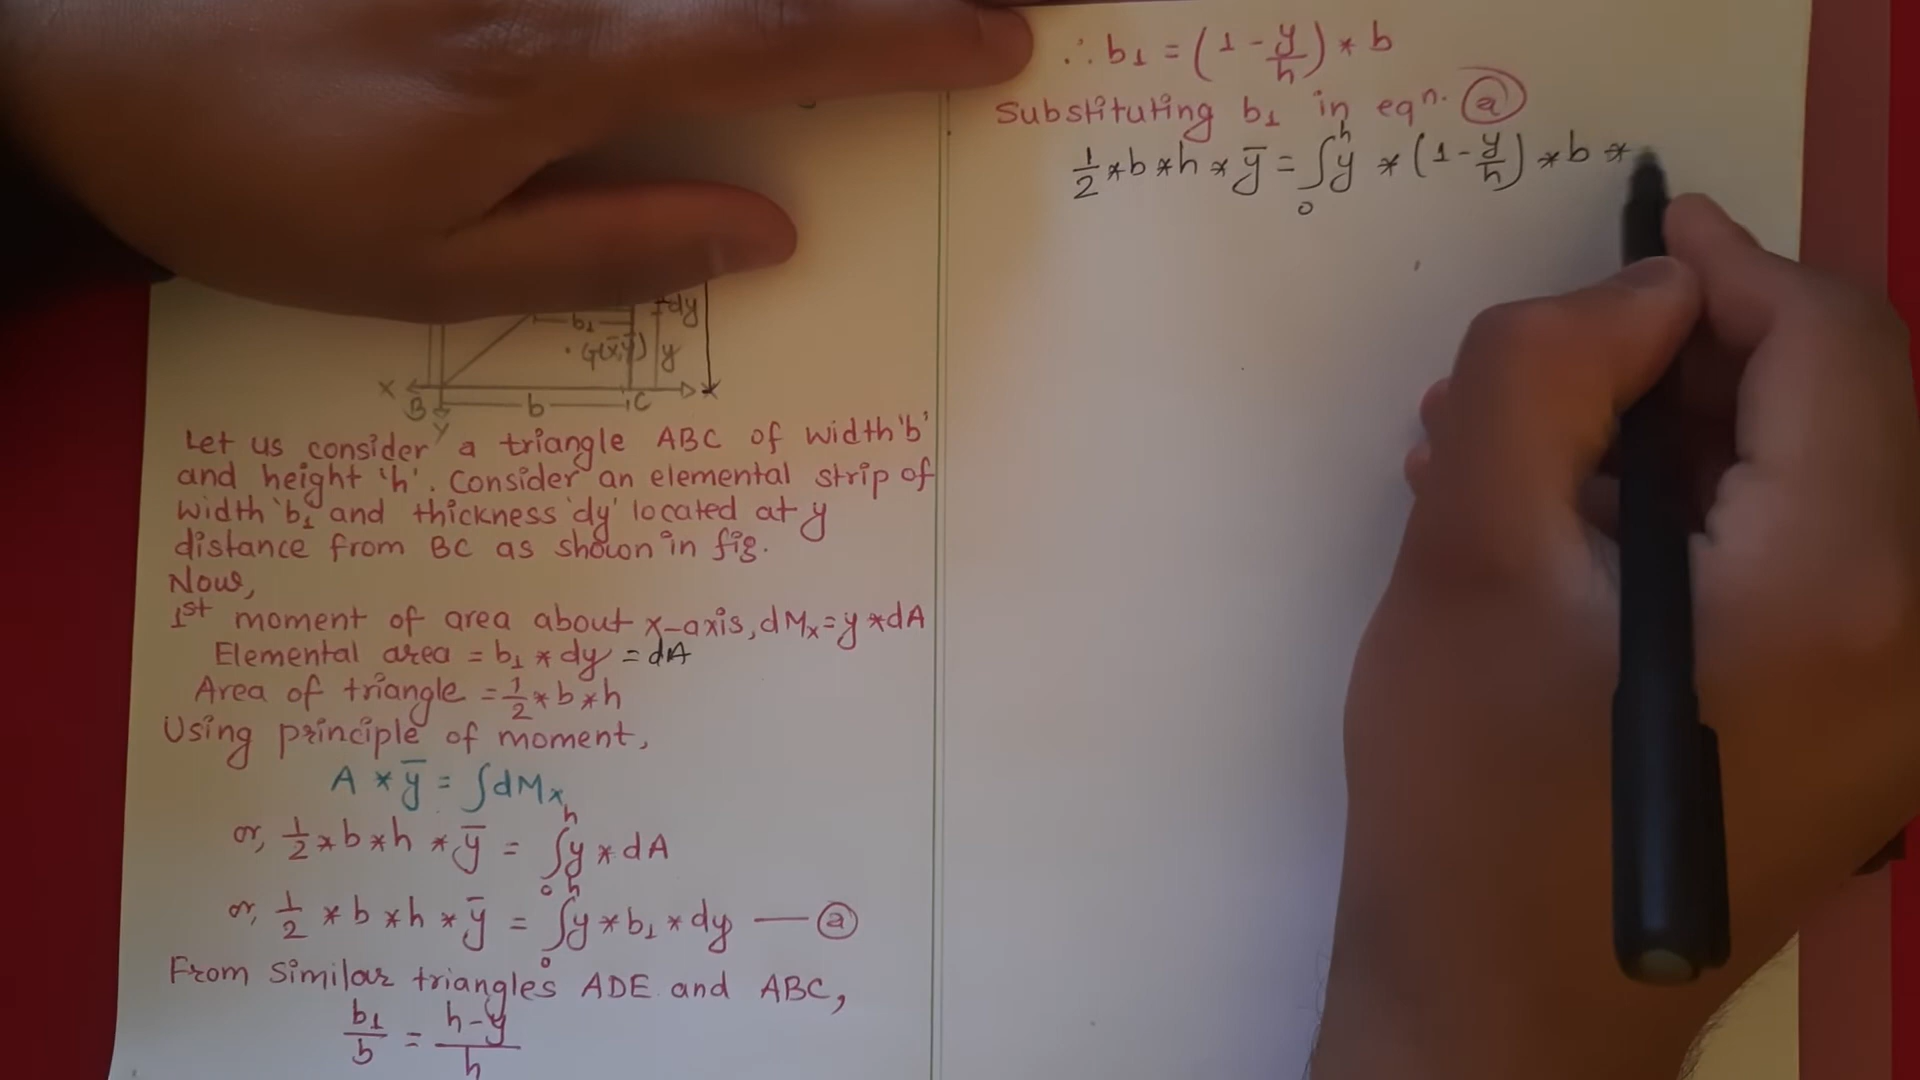 dy
b₁
G(x̄,ȳ) y
X B b C X
Y
Let us consider a triangle ABC of width 'b'
and height 'h'. Consider an elemental strip of
width 'b₁ and thickness 'dy' located at y
distance from BC as shown in fig.
Now,
1st moment of area about x-axis, dMx = y * dA
Elemental area = b₁ * dy = dA
Area of triangle = 1/2 * b * h
Using principle of moment,
A * ȳ = ∫dMx
or, 1/2 * b * h * ȳ = ∫₀ʰ y * dA
or, 1/2 * b * h * ȳ = ∫₀ʰ y * b₁ * dy — ⓐ
From similar triangles ADE and ABC,
b₁/b = (h-y)/h
∴ b₁ = (1 - y/h) * b
Substituting b₁ in eqn. ⓐ
1/2 * b * h * ȳ = ∫₀ʰ y * (1 - y/h) * b *